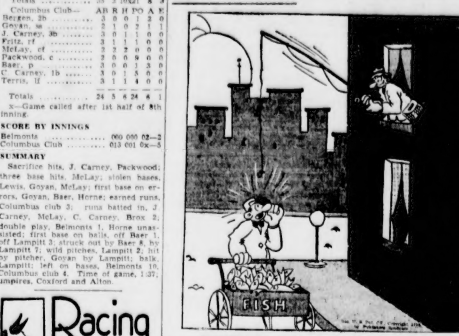 Columbus Club— AB R H PO A E
Bergen, 2b 3 0 0 1 2 0
Goyan, ss 2 1 0 2 1 1
J. Carney, 3b 3 0 1 1 0 0
Fritz, rf 3 1 1 1 0 0
McLay, cf 3 2 2 0 0 0
Packwood, c 3 0 0 9 0 0
Baer, p 3 0 0 1 3 0
C. Carney, 1b 3 0 1 5 0 0
Terris, lf 3 1 1 4 0 0
Totals 24 5 6 24 6 1
x—Game called after 1st half of 8th
inning.
SCORE BY INNINGS
Belmonts 000 000 02—2
Columbus Club 013 001 0x—5
SUMMARY
Sacrifice hits, J. Carney, Packwood;
three base hits, McLay; stolen bases,
Lewis, Goyan, McLay; first base on er-
rors, Goyan, Baer, Horne; earned runs,
Columbus club 3; runs batted in, J.
Carney, McLay, C. Carney, Brox 2;
double play, Belmonts 1, Horne unas-
sisted; first base on balls, off Baer 1,
off Lampitt 3; struck out by Baer 8, by
Lampitt 7; wild pitches, Lampitt 2; hit
by pitcher, Goyan by Lampitt; balk,
Lampitt; left on bases, Belmonts 10,
Columbus club 4. Time of game, 1:37;
umpires, Coxford and Alton.
Racing
FISH